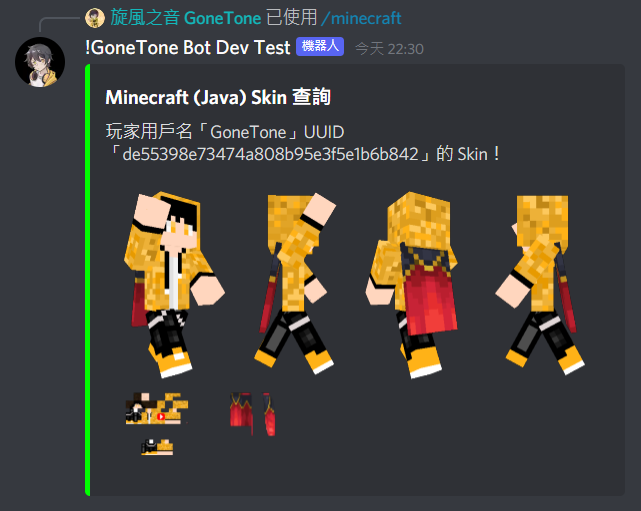 旋風之音 GoneTone 已使用 /minecraft
!GoneTone Bot Dev Test 機器人 今天 22:30
Minecraft (Java) Skin 查詢
玩家用戶名「GoneTone」UUID
「de55398e73474a808b95e3f5e1b6b842」的 Skin！